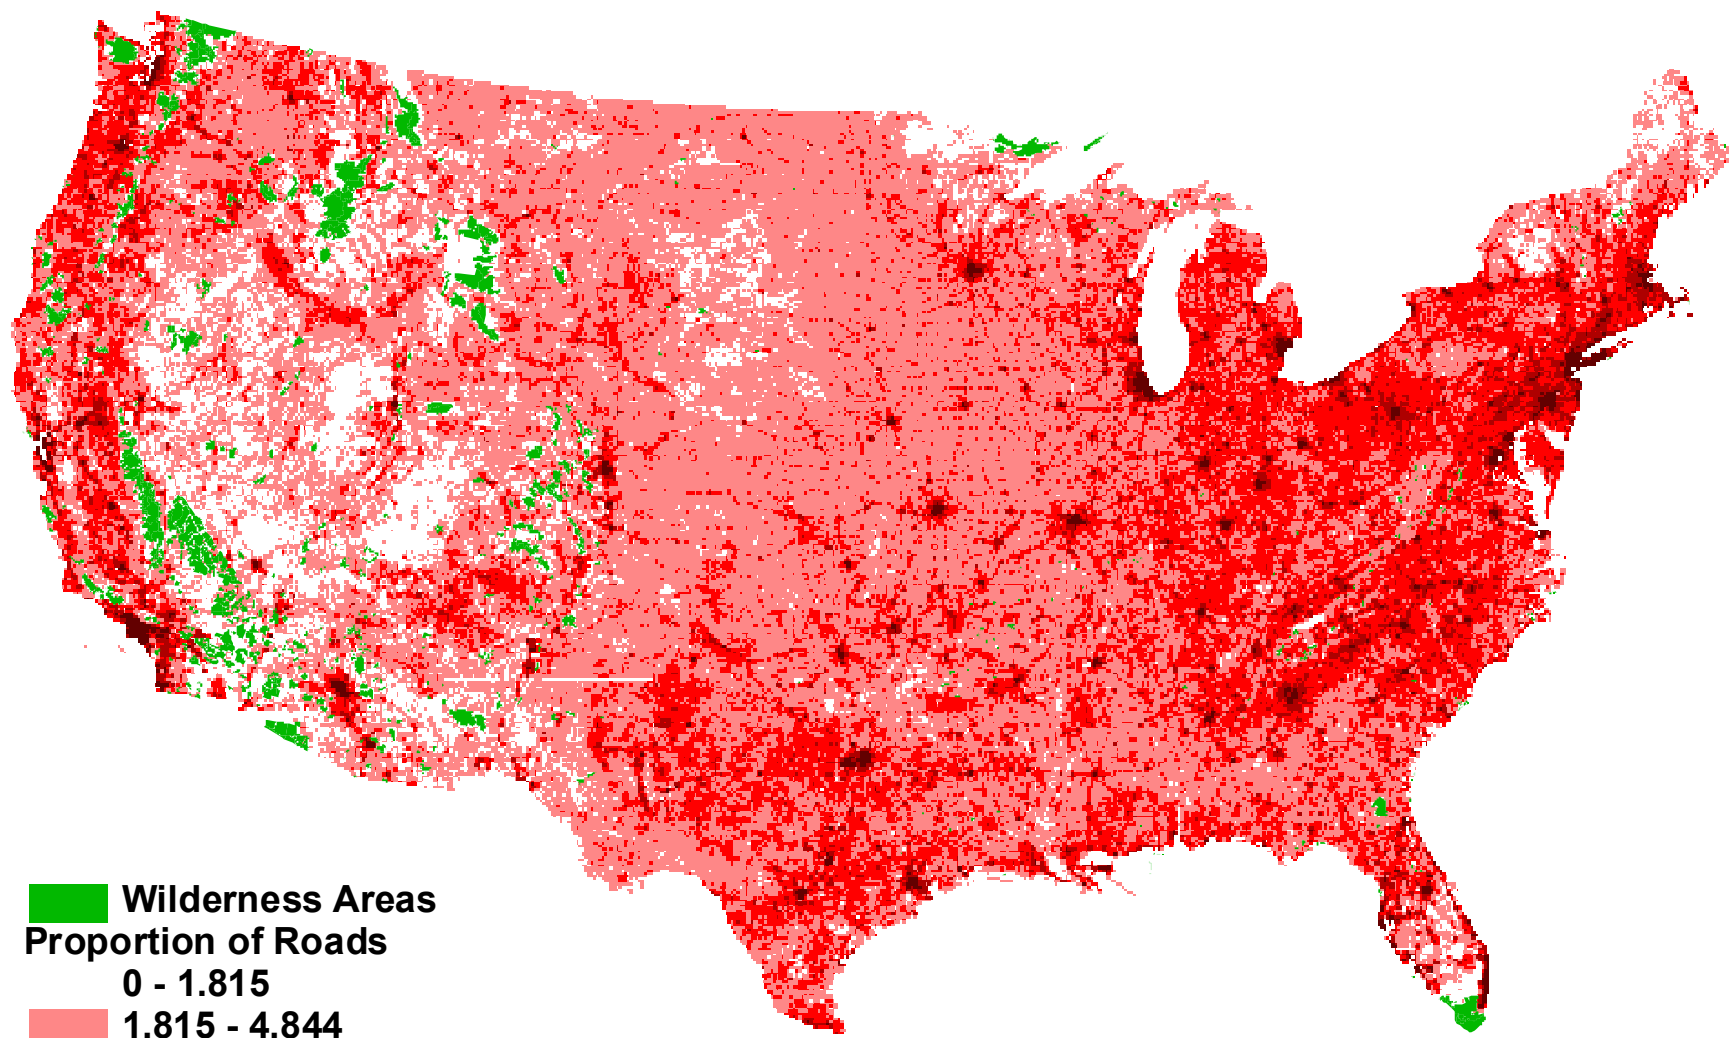 Wilderness Areas
Proportion of Roads
0 - 1.815
1.815 - 4.844